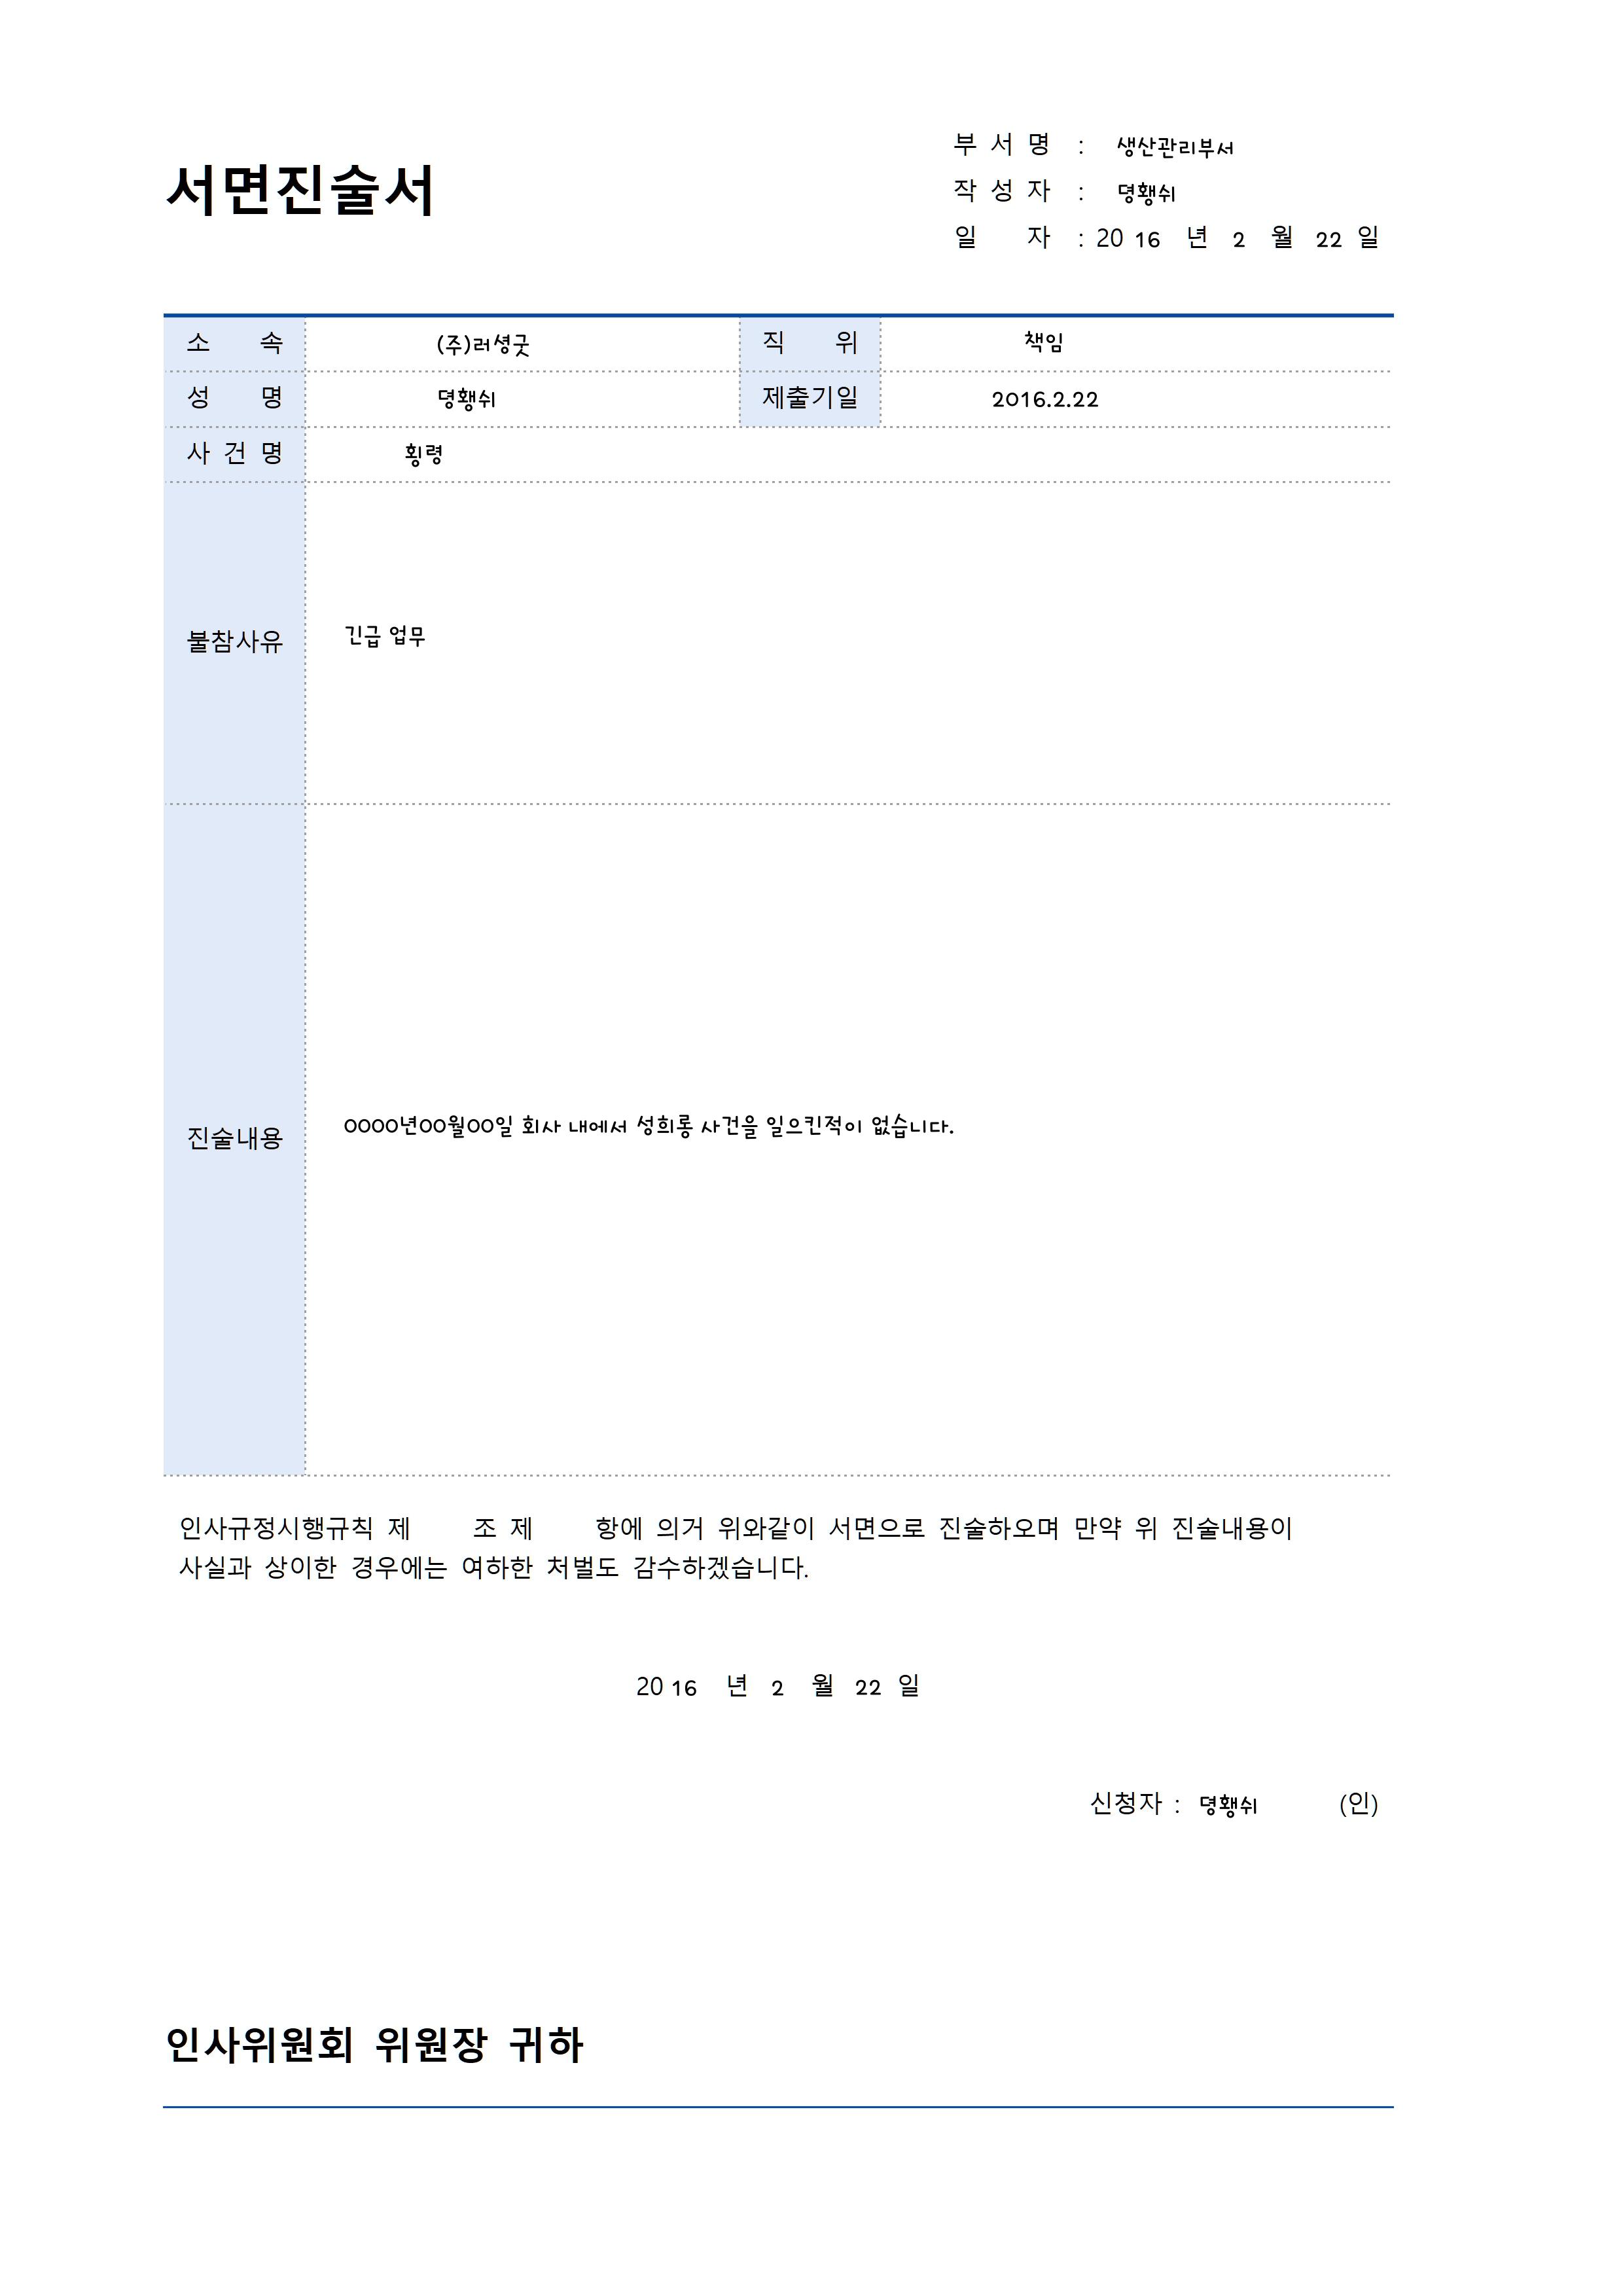 서면진술서
부 서 명 : 생산관리부서
작 성 자 : 뎡홵쉬
일 자 : 20 16 년 2 월 22 일
소 속 (주)러셩굿 직 위 책임
성 명 뎡홵쉬 제출기일 2016.2.22
사 건 명 횡령
불참사유 긴급 업무
진술내용 0000년00월00일 회사 내에서 성희롱 사건을 일으킨적이 없습니다.
인사규정시행규칙 제 조 제 항에 의거 위와같이 서면으로 진술하오며 만약 위 진술내용이
사실과 상이한 경우에는 여하한 처벌도 감수하겠습니다.
20 16 년 2 월 22 일
신청자 : 뎡홵쉬 (인)
인사위원회 위원장 귀하